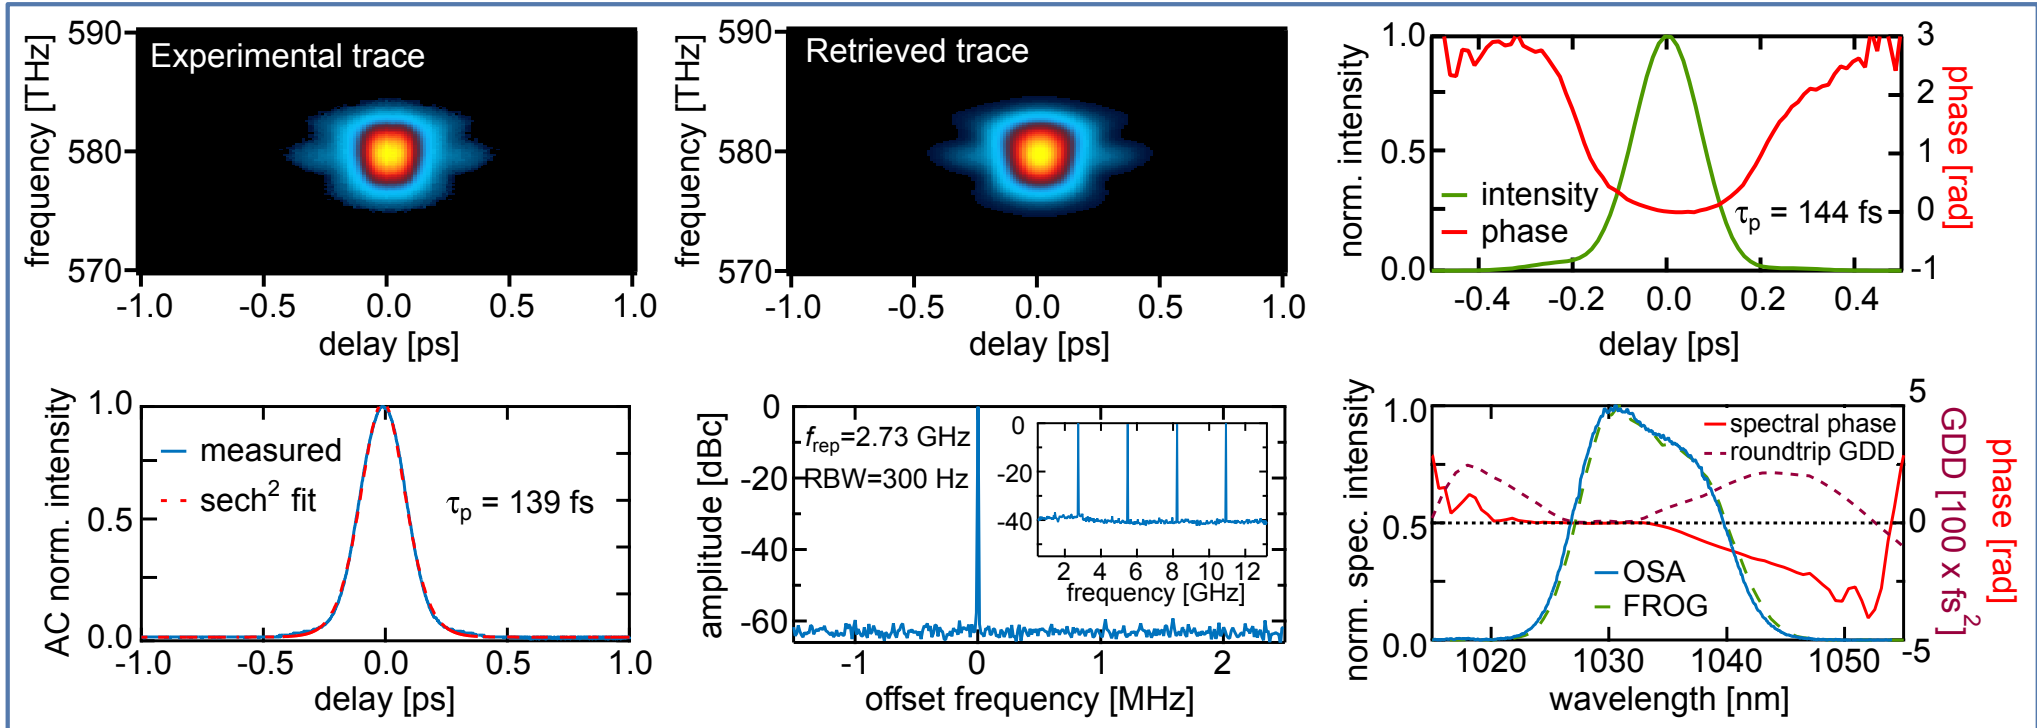 590
580
570
frequency [THz]
Experimental trace
-1.0 -0.5 0.0 0.5 1.0
delay [ps]
590
580
570
frequency [THz]
Retrieved trace
-1.0 -0.5 0.0 0.5 1.0
delay [ps]
1.0
0.5
0.0
norm. intensity
intensity
phase
τp = 144 fs
3
2
1
0
-1
phase [rad]
-0.4 -0.2 0.0 0.2 0.4
delay [ps]
1.0
0.5
0.0
AC norm. intensity
measured
sech² fit
τp = 139 fs
-1.0 -0.5 0.0 0.5 1.0
delay [ps]
0
-20
-40
-60
amplitude [dBc]
frep=2.73 GHz
RBW=300 Hz
0
-20
-40
2 4 6 8 10 12
frequency [GHz]
-1 0 1 2
offset frequency [MHz]
1.0
0.5
0.0
norm. spec. intensity
spectral phase
roundtrip GDD
OSA
FROG
5
0
-5
GDD [100 x fs²]
phase [rad]
1020 1030 1040 1050
wavelength [nm]